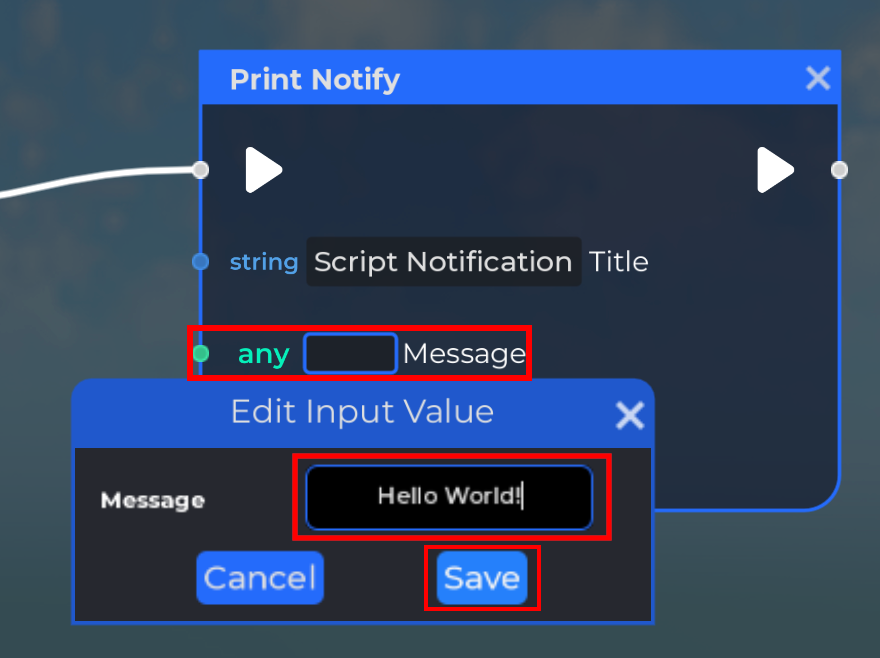 Print Notify
string Script Notification Title
any Message
Edit Input Value
Message Hello World!
Cancel Save